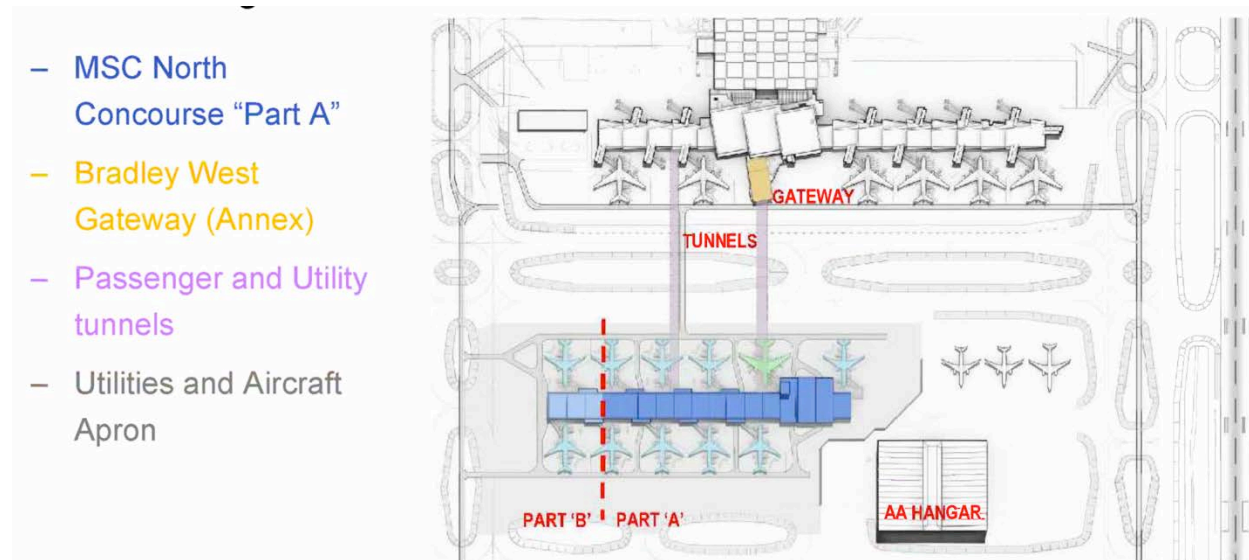 – MSC North
Concourse “Part A”
– Bradley West
Gateway (Annex)
– Passenger and Utility
tunnels
– Utilities and Aircraft
Apron
GATEWAY
TUNNELS
PART ‘B’ PART ‘A’
AA HANGAR